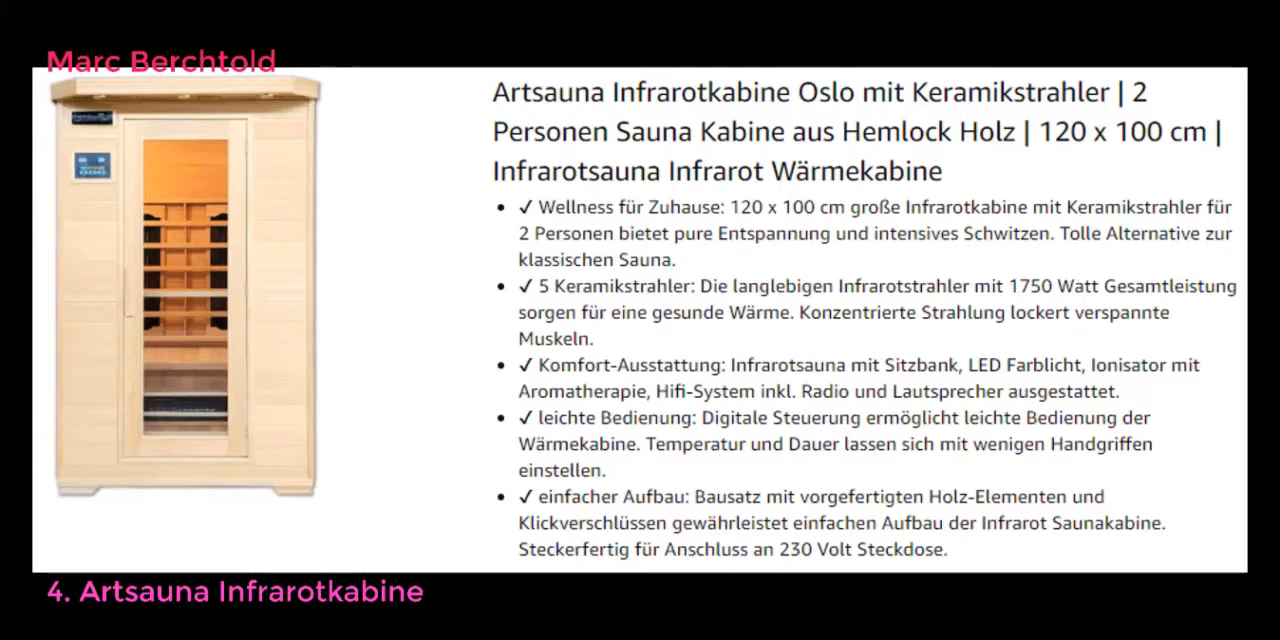 Marc Berchtold
Artsauna Infrarotkabine Oslo mit Keramikstrahler | 2
Personen Sauna Kabine aus Hemlock Holz | 120 x 100 cm |
Infrarotsauna Infrarot Wärmekabine
• ✓ Wellness für Zuhause: 120 x 100 cm große Infrarotkabine mit Keramikstrahler für
2 Personen bietet pure Entspannung und intensives Schwitzen. Tolle Alternative zur
klassischen Sauna.
• ✓ 5 Keramikstrahler: Die langlebigen Infrarotstrahler mit 1750 Watt Gesamtleistung
sorgen für eine gesunde Wärme. Konzentrierte Strahlung lockert verspannte
Muskeln.
• ✓ Komfort-Ausstattung: Infrarotsauna mit Sitzbank, LED Farblicht, Ionisator mit
Aromatherapie, Hifi-System inkl. Radio und Lautsprecher ausgestattet.
• ✓ leichte Bedienung: Digitale Steuerung ermöglicht leichte Bedienung der
Wärmekabine. Temperatur und Dauer lassen sich mit wenigen Handgriffen
einstellen.
• ✓ einfacher Aufbau: Bausatz mit vorgefertigten Holz-Elementen und
Klickverschlüssen gewährleistet einfachen Aufbau der Infrarot Saunakabine.
Steckerfertig für Anschluss an 230 Volt Steckdose.
4. Artsauna Infrarotkabine